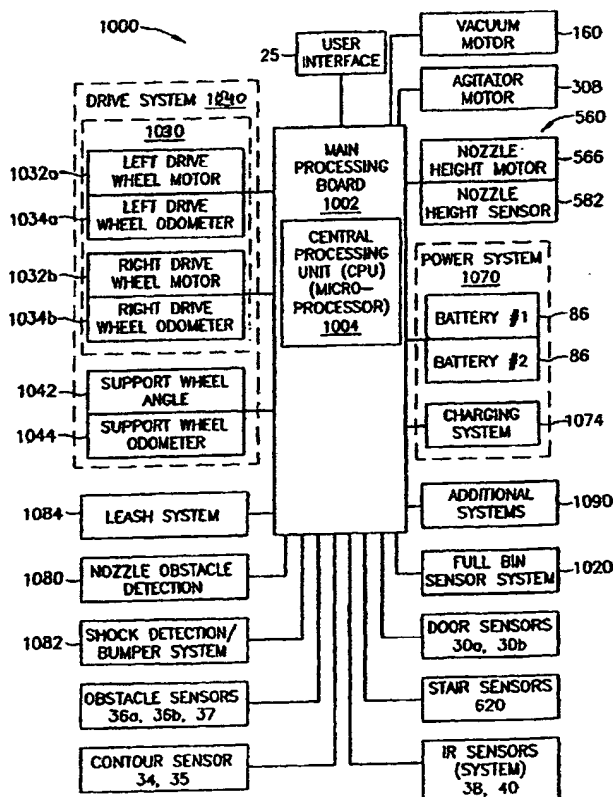 1000
25
USER
INTERFACE
VACUUM
MOTOR
160
AGITATOR
MOTOR
308
DRIVE SYSTEM 1040
1030
1032a
LEFT DRIVE
WHEEL MOTOR
1034a
LEFT DRIVE
WHEEL ODOMETER
1032b
RIGHT DRIVE
WHEEL MOTOR
1034b
RIGHT DRIVE
WHEEL ODOMETER
1042
SUPPORT WHEEL
ANGLE
1044
SUPPORT WHEEL
ODOMETER
MAIN
PROCESSING
BOARD
1002
CENTRAL
PROCESSING
UNIT (CPU)
(MICRO-
PROCESSOR)
1004
560
NOZZLE
HEIGHT MOTOR
566
NOZZLE
HEIGHT SENSOR
582
POWER SYSTEM
1070
BATTERY #1
86
BATTERY #2
86
CHARGING
SYSTEM
1074
1084
LEASH SYSTEM
ADDITIONAL
SYSTEMS
1090
1080
NOZZLE OBSTACLE
DETECTION
FULL BIN
SENSOR SYSTEM
1020
1082
SHOCK DETECTION/
BUMPER SYSTEM
DOOR SENSORS
30a, 30b
OBSTACLE SENSORS
36a, 36b, 37
STAIR SENSORS
620
CONTOUR SENSOR
34, 35
IR SENSORS
(SYSTEM)
38, 40